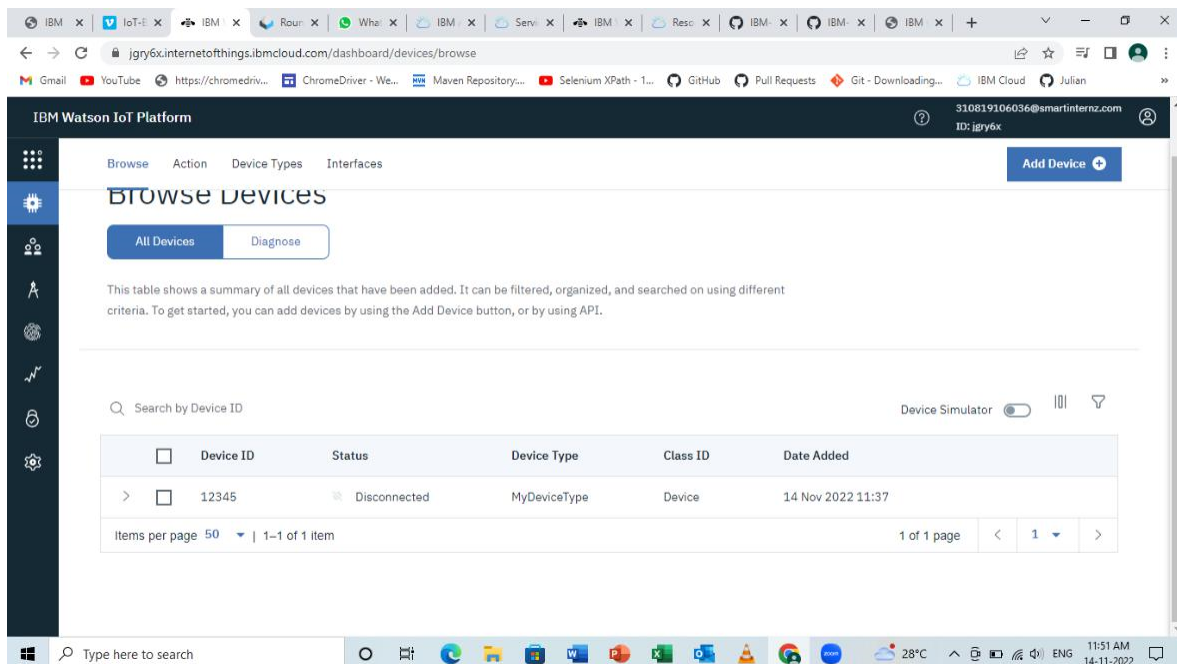 IBM
IoT-E
IBM
Roun
What
IBM
Servi
IBM
Reso
IBM-
IBM-
IBM
jgry6x.internetofthings.ibmcloud.com/dashboard/devices/browse
Gmail YouTube https://chromedriv... ChromeDriver - We... Maven Repository:... Selenium XPath - 1... GitHub Pull Requests Git - Downloading... IBM Cloud Julian »
IBM Watson IoT Platform
310819106036@smartinternz.com
ID: jgry6x
Browse Action Device Types Interfaces Add Device
Browse Devices
All Devices Diagnose
This table shows a summary of all devices that have been added. It can be filtered, organized, and searched on using different
criteria. To get started, you can add devices by using the Add Device button, or by using API.
Search by Device ID Device Simulator
Device ID Status Device Type Class ID Date Added
12345 Disconnected MyDeviceType Device 14 Nov 2022 11:37
Items per page 50 | 1–1 of 1 item 1 of 1 page 1
Type here to search 28°C ENG 11:51 AM
14-11-2022